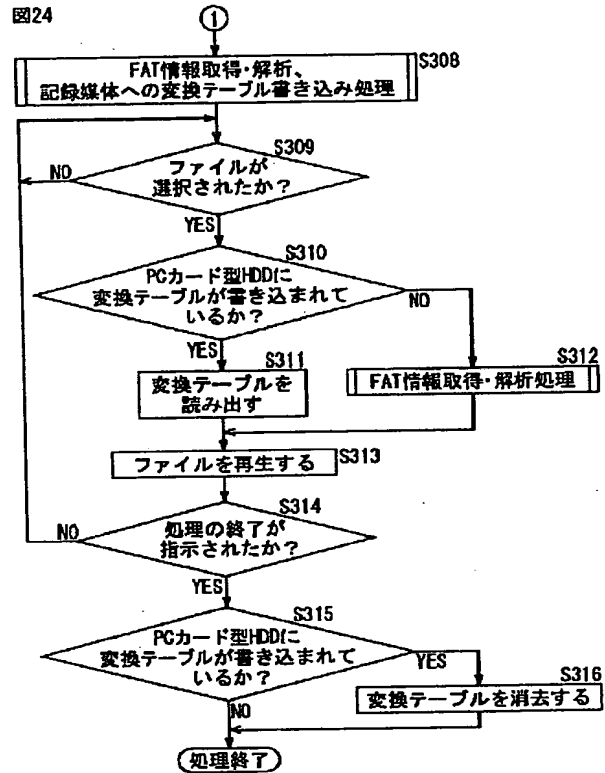 図24
1
FAT情報取得・解析、
記録媒体への変換テーブル書き込み処理
S308
S309
ファイルが
選択されたか？
NO
YES
S310
PCカード型HDDに
変換テーブルが書き込まれて
いるか？
NO
YES
S311
変換テーブルを
読み出す
S312
FAT情報取得・解析処理
ファイルを再生する
S313
S314
処理の終了が
指示されたか？
NO
YES
S315
PCカード型HDDに
変換テーブルが書き込まれて
いるか？
YES
NO
S316
変換テーブルを消去する
処理終了